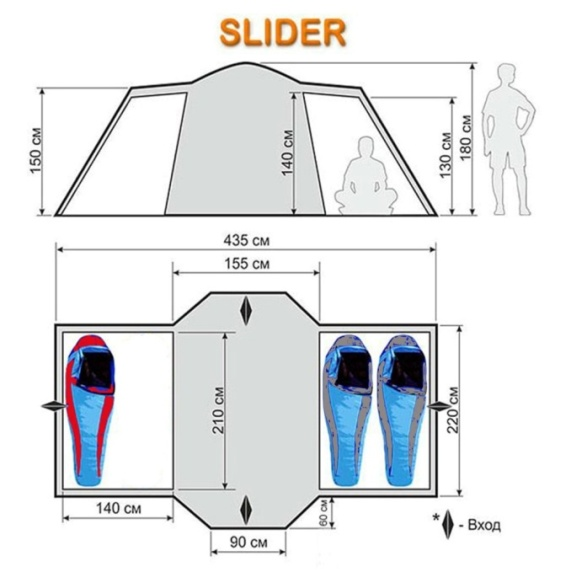 SLIDER
150 см
140 см
130 см
180 см
435 см
155 см
210 см
220 см
140 см
60 см
90 см
* - Вход